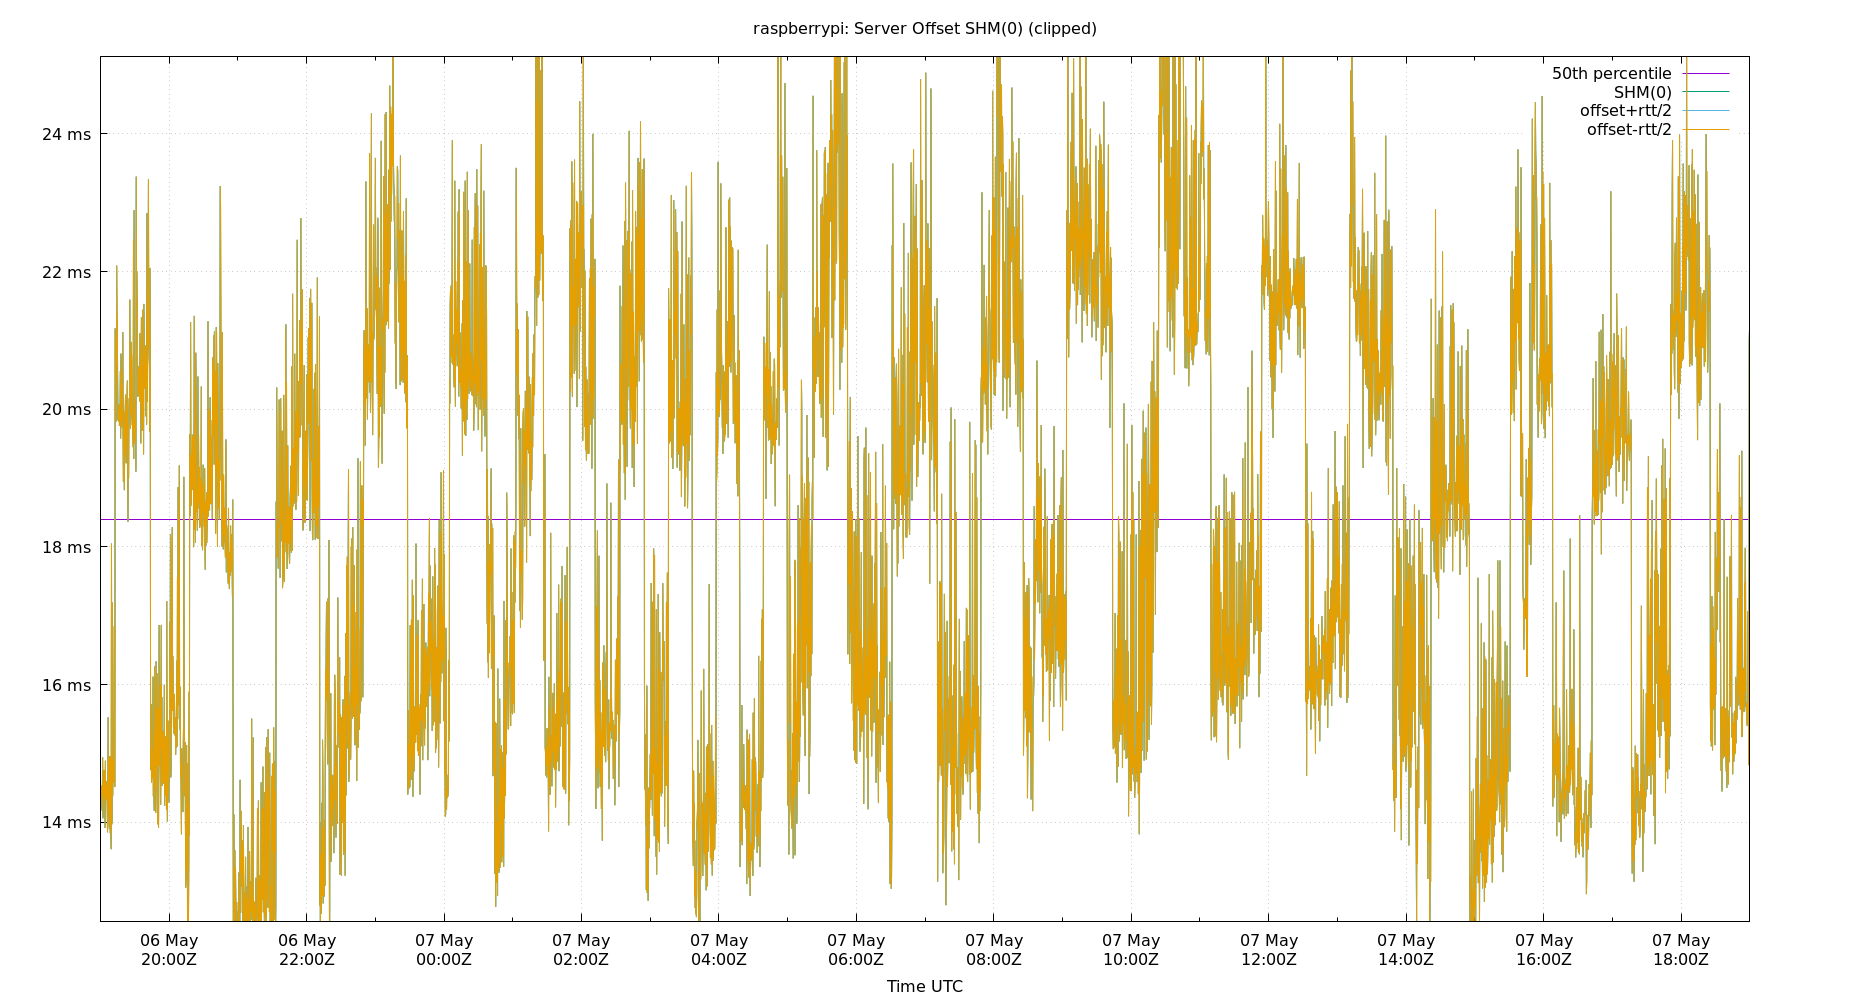 raspberrypi: Server Offset SHM(0) (clipped)
50th percentile
SHM(0)
offset+rtt/2
offset-rtt/2
24 ms
22 ms
20 ms
18 ms
16 ms
14 ms
06 May 06 May 07 May 07 May 07 May 07 May 07 May 07 May 07 May 07 May 07 May 07 May
20:00Z 22:00Z 00:00Z 02:00Z 04:00Z 06:00Z 08:00Z 10:00Z 12:00Z 14:00Z 16:00Z 18:00Z
Time UTC